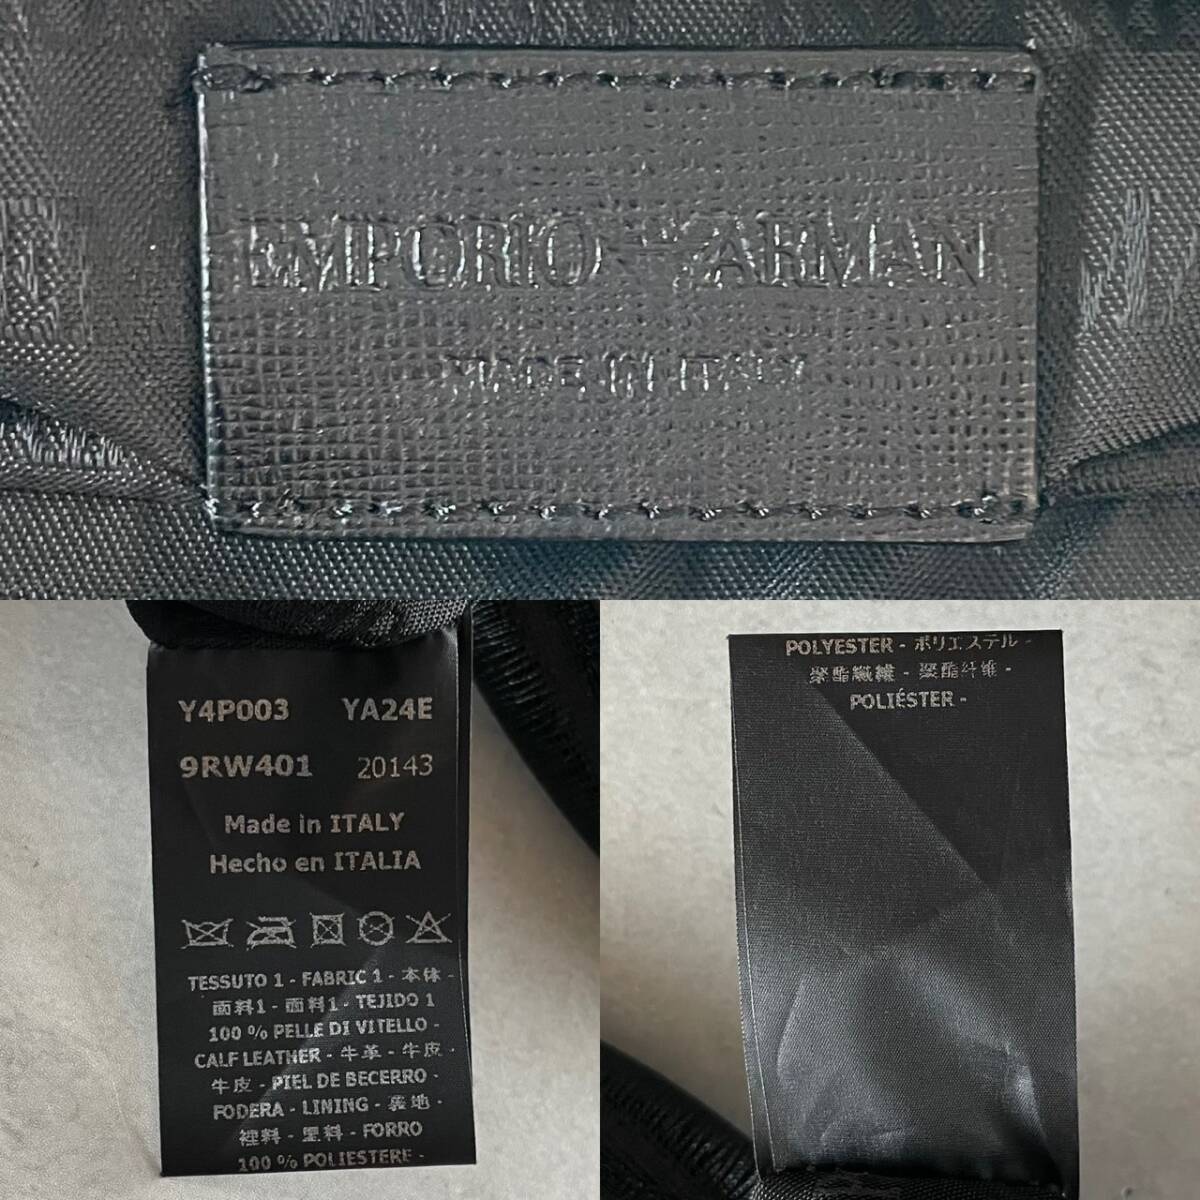 EMPORIO ARMANI
MADE IN ITALY
Y4P003 YA24E
9RW401 20143
Made in ITALY
Hecho en ITALIA
TESSUTO 1 - FABRIC 1 - 本体 -
面料1 - 面料1 - TEJIDO 1
100 % PELLE DI VITELLO -
CALF LEATHER - 牛革 - 牛皮 -
牛皮 - PIEL DE BECERRO -
FODERA - LINING - 裏地 -
裡料 - 里料 - FORRO
100 % POLIESTERE -
POLYESTER - ポリエステル -
聚酯纖維 - 聚酯纤维 -
POLIÉSTER -